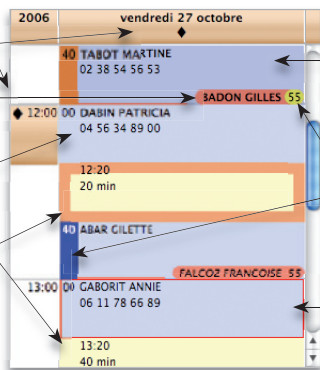 2006 vendredi 27 octobre
40 TABOT MARTINE
02 38 54 56 53
BADON GILLES 55
12:00 00 DABIN PATRICIA
04 56 34 89 00
12:20
20 min
40 ABAR GILETTE
FALCOZ FRANCOISE 55
13:00 00 GABORIT ANNIE
06 11 78 66 89
13:20
40 min